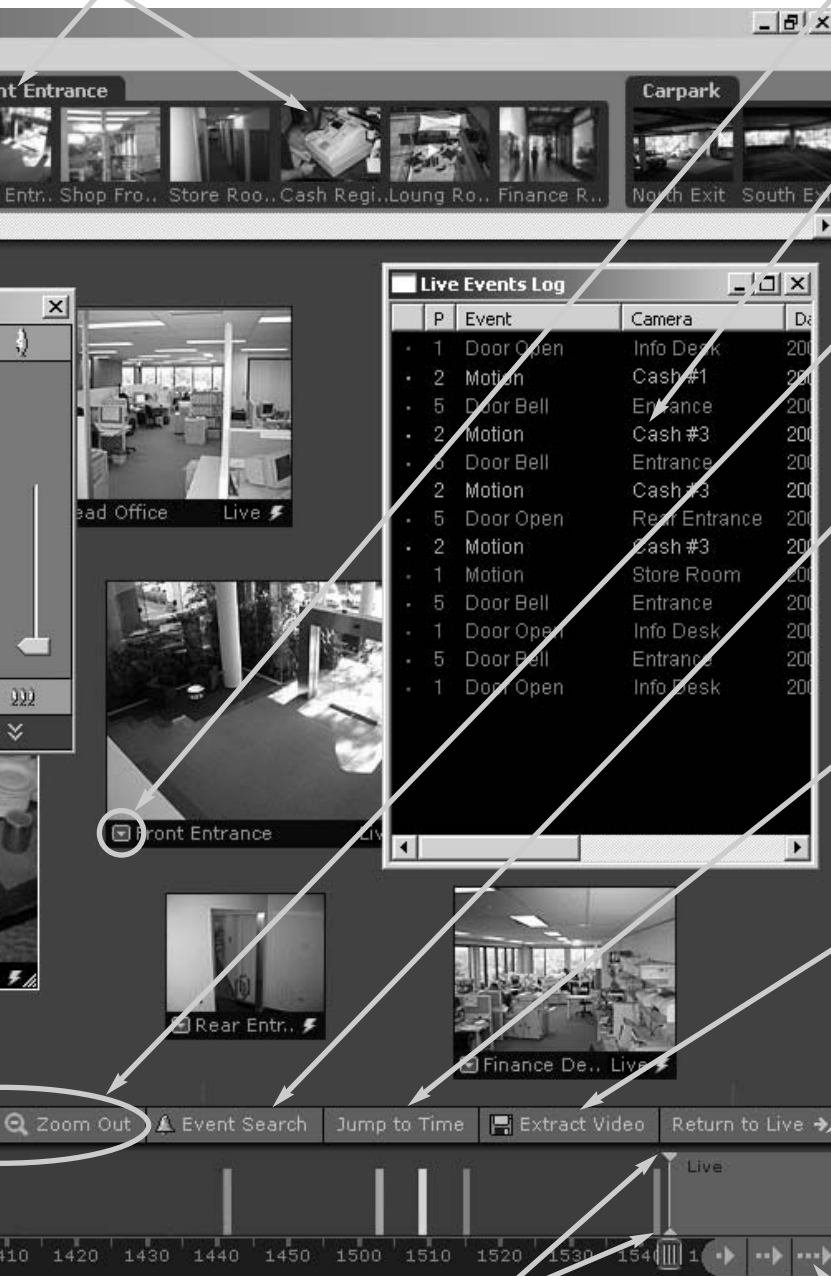 nt Entrance
Carpark
Entr.. Shop Fro.. Store Roo.. Cash Regi.. Loung Ro.. Finance R..
North Exit South Ex
Live Events Log
P Event Camera Da
1 Door Open Info Desk 200
2 Motion Cash #1 200
5 Door Bell Entrance 200
2 Motion Cash #3 200
5 Door Bell Entrance 200
2 Motion Cash #3 200
5 Door Open Rear Entrance 200
2 Motion Cash #3 200
1 Motion Store Room 200
5 Door Bell Entrance 200
1 Door Open Info Desk 200
5 Door Bell Entrance 200
1 Door Open Info Desk 200
ead Office Live
Front Entrance Liv
Rear Entr..
Finance De.. Live
Zoom Out Event Search Jump to Time Extract Video Return to Live
Live
410 1420 1430 1440 1450 1500 1510 1520 1530 154